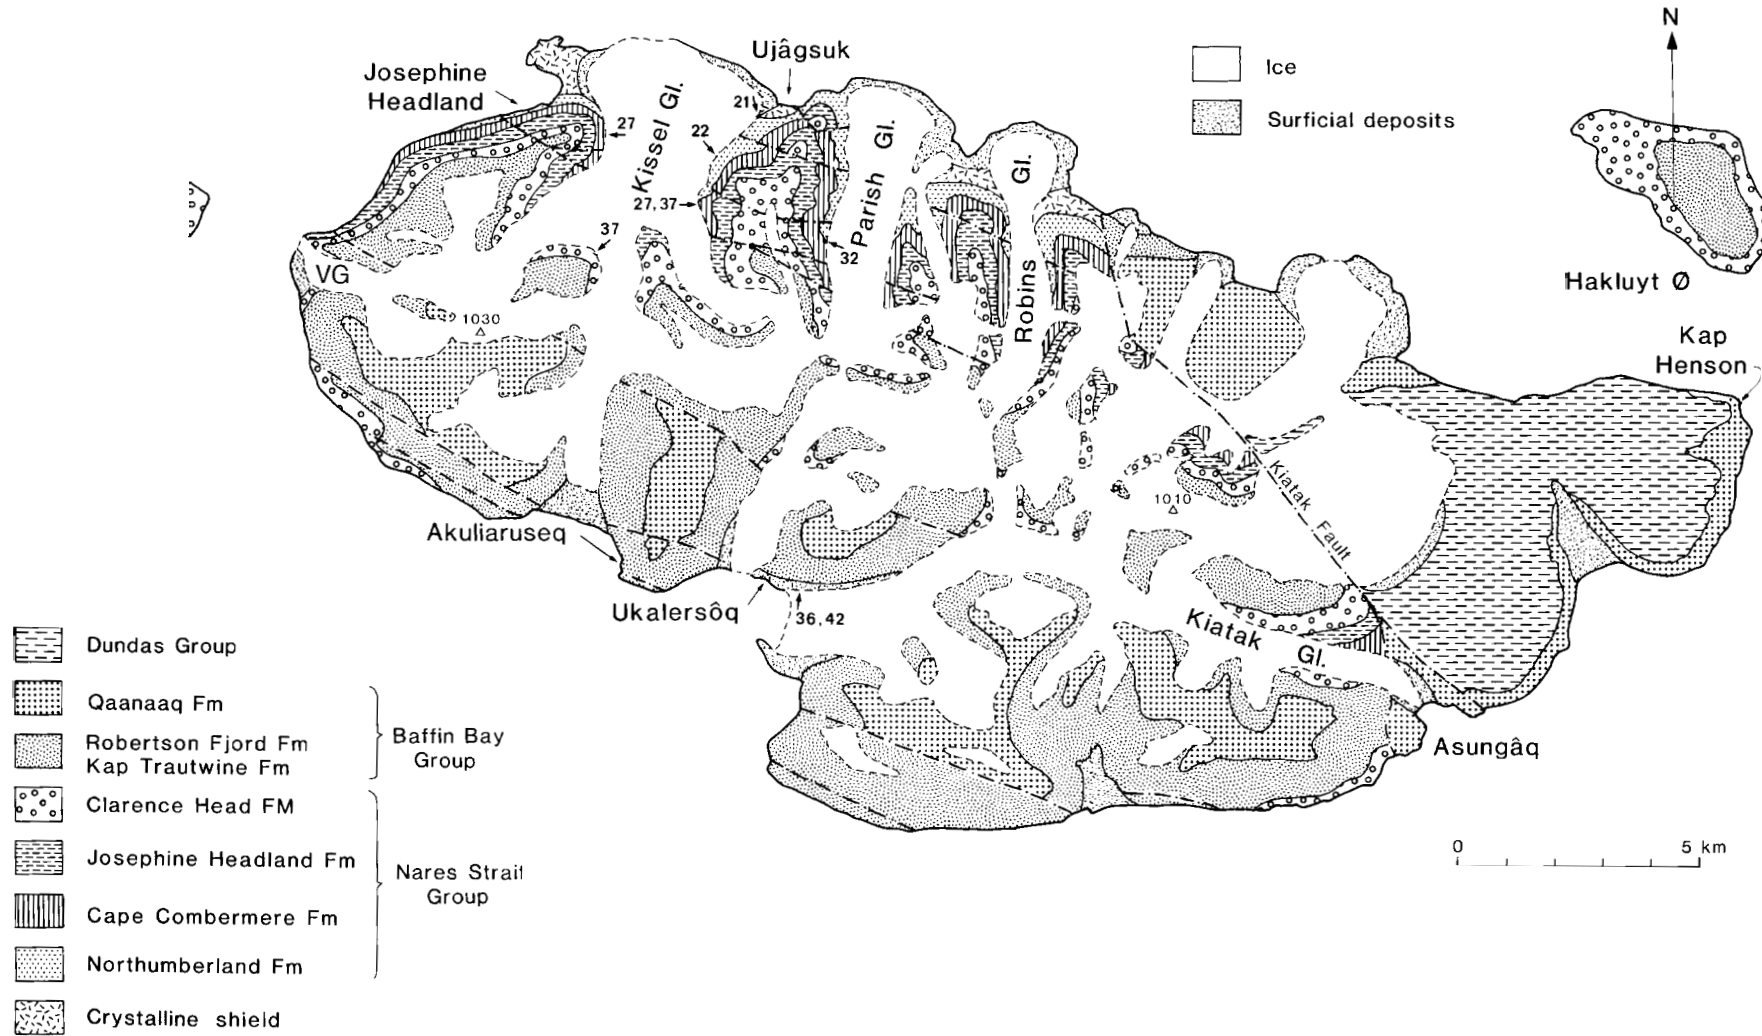 N
Ujâgsuk
Ice
Josephine
Headland
Surficial deposits
21
27
22
Kissel Gl.
Parish Gl.
Gl.
Robins
27, 37
37
32
VG
Hakluyt Ø
1030
Kap
Henson
1010
Kiatak Fault
Akuliaruseq
Ukalersôq
36, 42
Kiatak
Gl.
Asungâq
Dundas Group
Qaanaaq Fm
Robertson Fjord Fm
Kap Trautwine Fm
Baffin Bay
Group
Clarence Head FM
Josephine Headland Fm
Cape Combermere Fm
Northumberland Fm
Nares Strait
Group
Crystalline shield
0 5 km